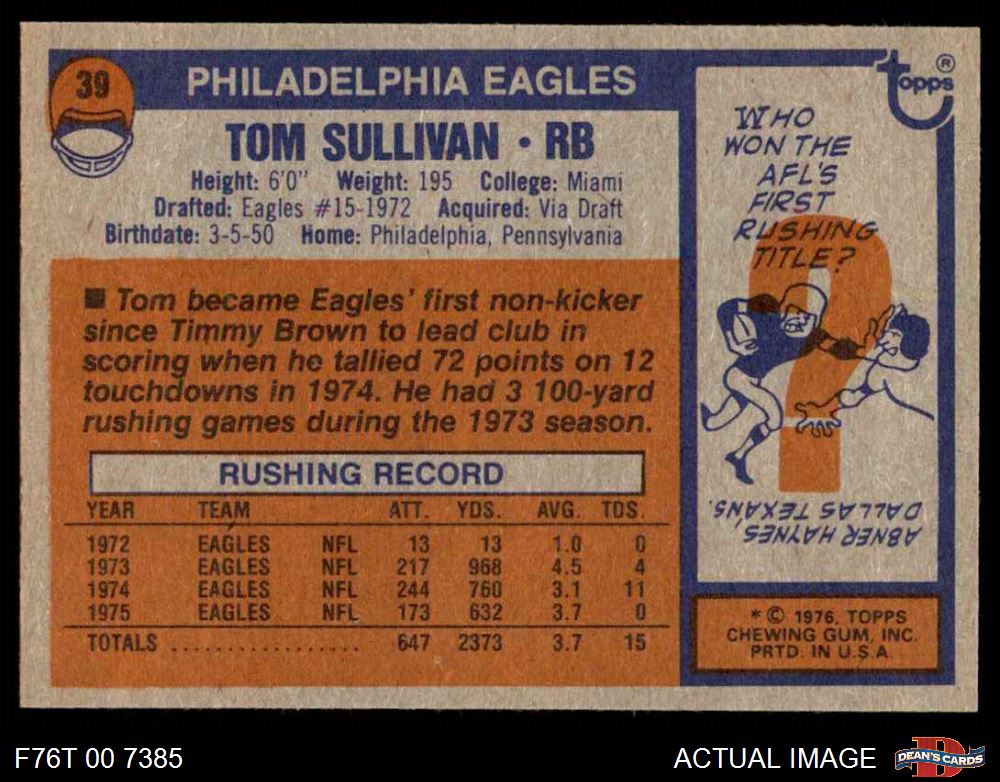 39
PHILADELPHIA EAGLES
TOM SULLIVAN • RB
Height: 6'0" Weight: 195 College: Miami
Drafted: Eagles #15-1972 Acquired: Via Draft
Birthdate: 3-5-50 Home: Philadelphia, Pennsylvania
■ Tom became Eagles' first non-kicker
since Timmy Brown to lead club in
scoring when he tallied 72 points on 12
touchdowns in 1974. He had 3 100-yard
rushing games during the 1973 season.
RUSHING RECORD
YEAR TEAM ATT. YDS. AVG. TDS.
1972 EAGLES NFL 13 13 1.0 0
1973 EAGLES NFL 217 968 4.5 4
1974 EAGLES NFL 244 760 3.1 11
1975 EAGLES NFL 173 632 3.7 0
TOTALS ................. 647 2373 3.7 15
topps®
WHO
WON THE
AFL'S
FIRST
RUSHING
TITLE?
?
ABNER HAYNES,
DALLAS TEXANS.
* © 1976, TOPPS
CHEWING GUM, INC.
PRTD. IN U.S.A.
F76T 00 7385
ACTUAL IMAGE
D
DEAN'S CARDS